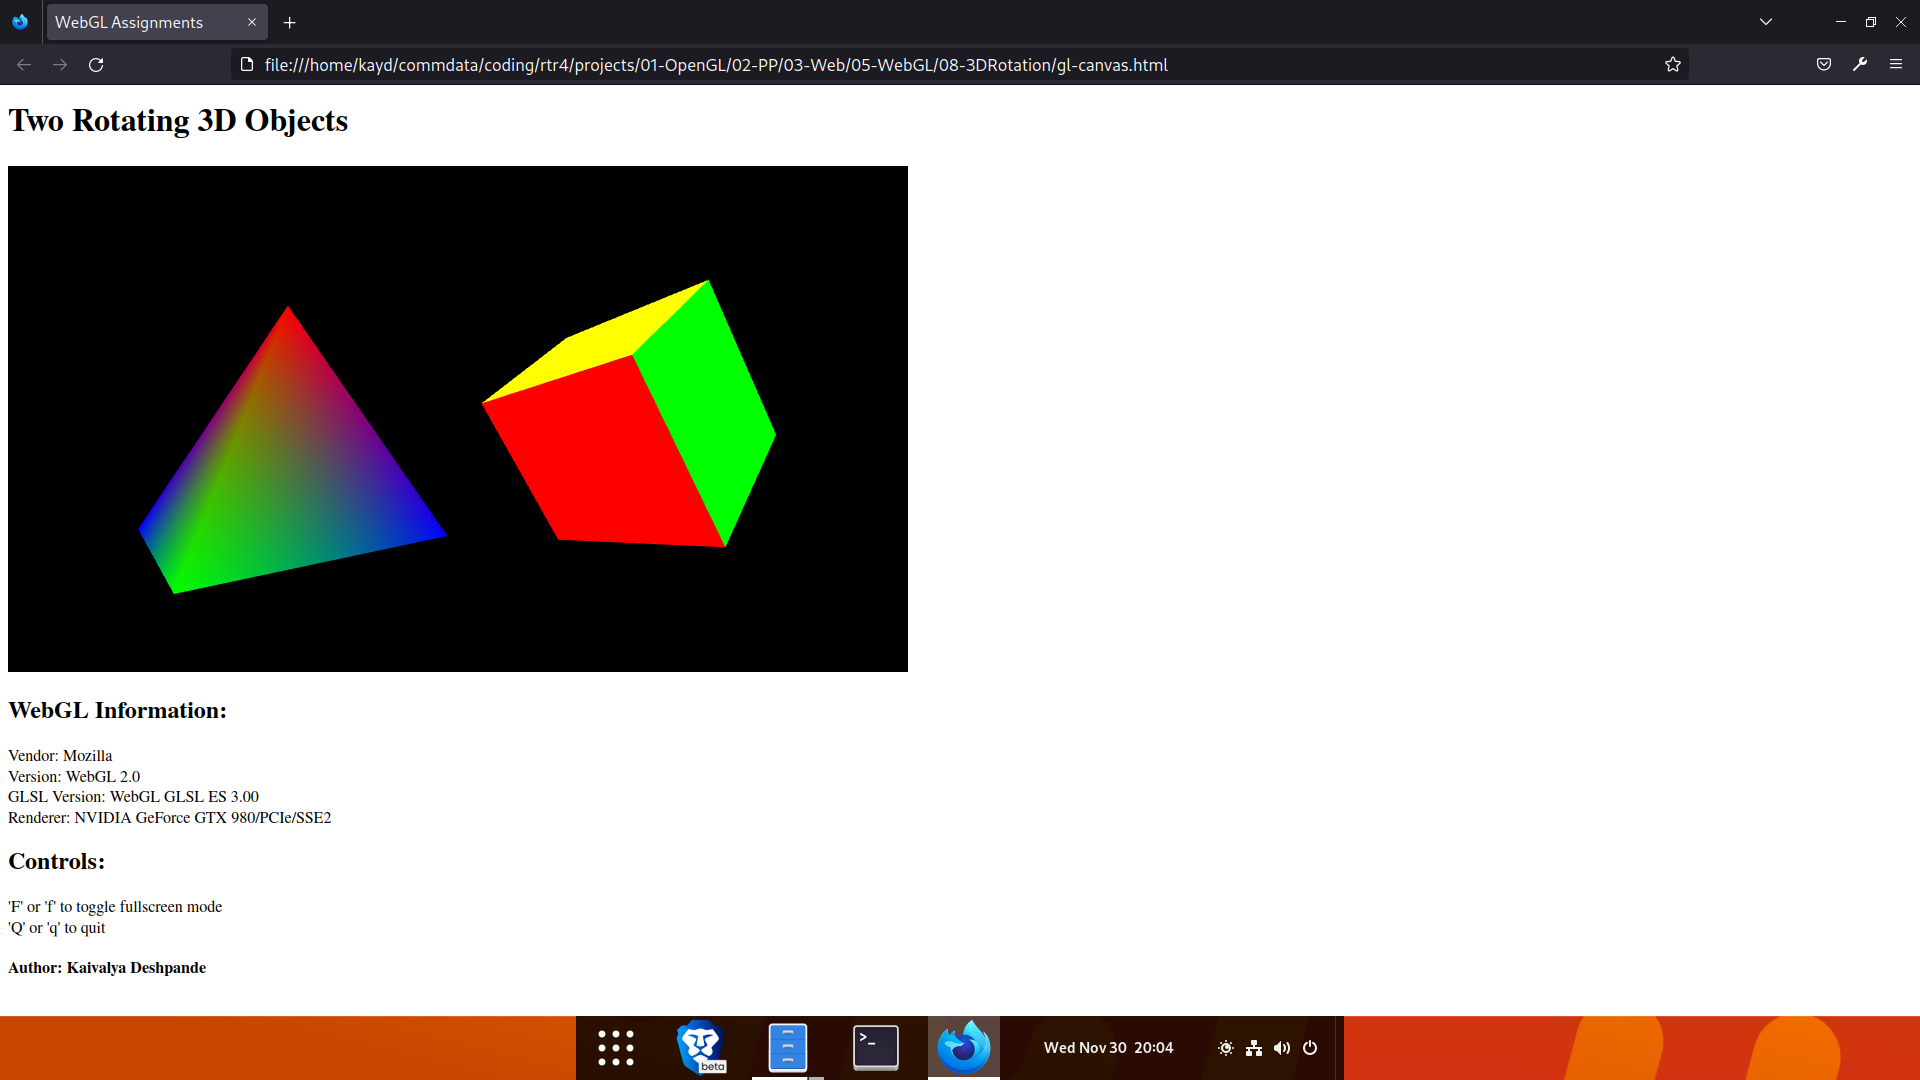 WebGL Assignments
file:///home/kayd/commdata/coding/rtr4/projects/01-OpenGL/02-PP/03-Web/05-WebGL/08-3DRotation/gl-canvas.html
Two Rotating 3D Objects
WebGL Information:
Vendor: Mozilla
Version: WebGL 2.0
GLSL Version: WebGL GLSL ES 3.00
Renderer: NVIDIA GeForce GTX 980/PCIe/SSE2
Controls:
'F' or 'f' to toggle fullscreen mode
'Q' or 'q' to quit
Author: Kaivalya Deshpande
beta
>_
Wed Nov 30 20:04